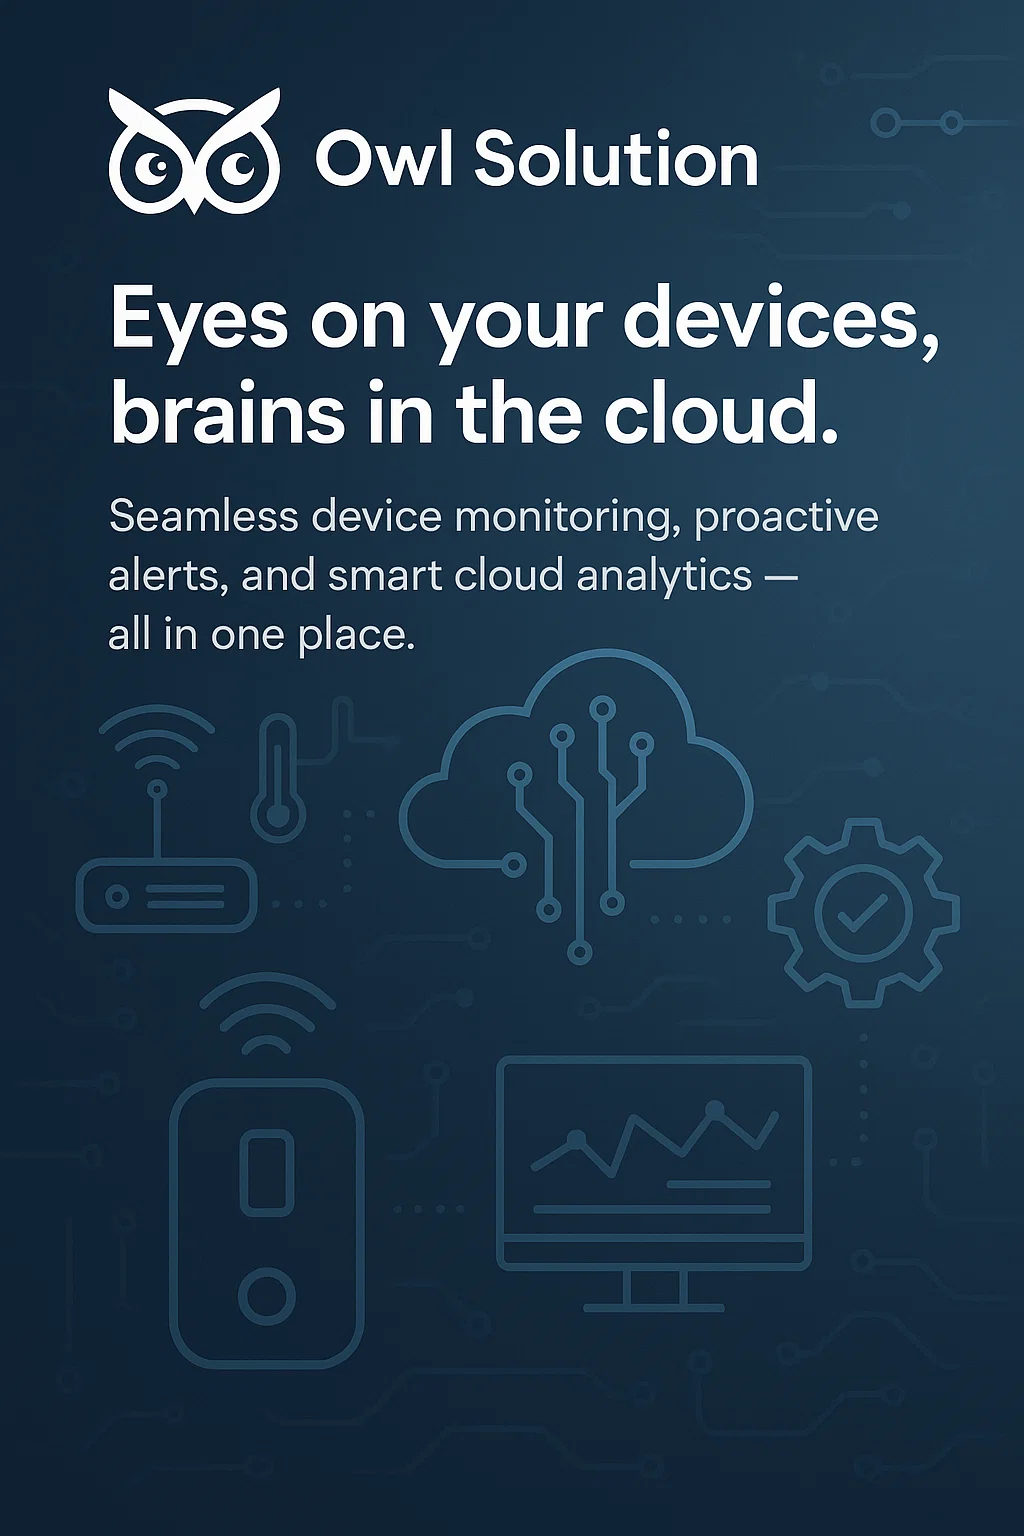 Owl Solution
Eyes on your devices,
brains in the cloud.
Seamless device monitoring, proactive
alerts, and smart cloud analytics —
all in one place.